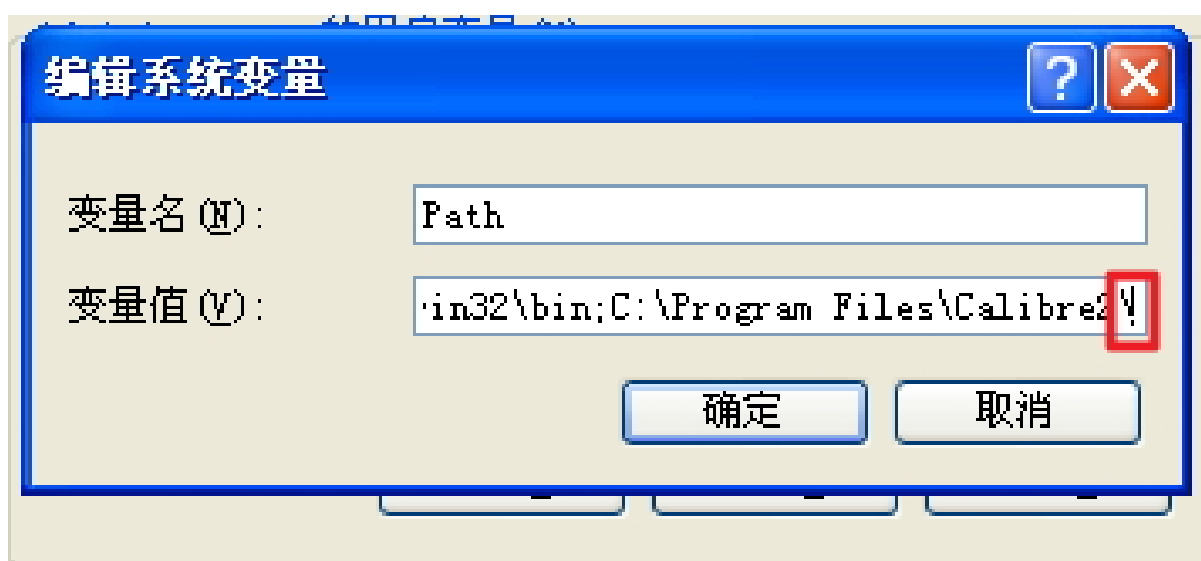 编辑系统变量
变量名(N):
Path
变量值(V):
in32\bin;C:\Program Files\Calibre2\
确定
取消